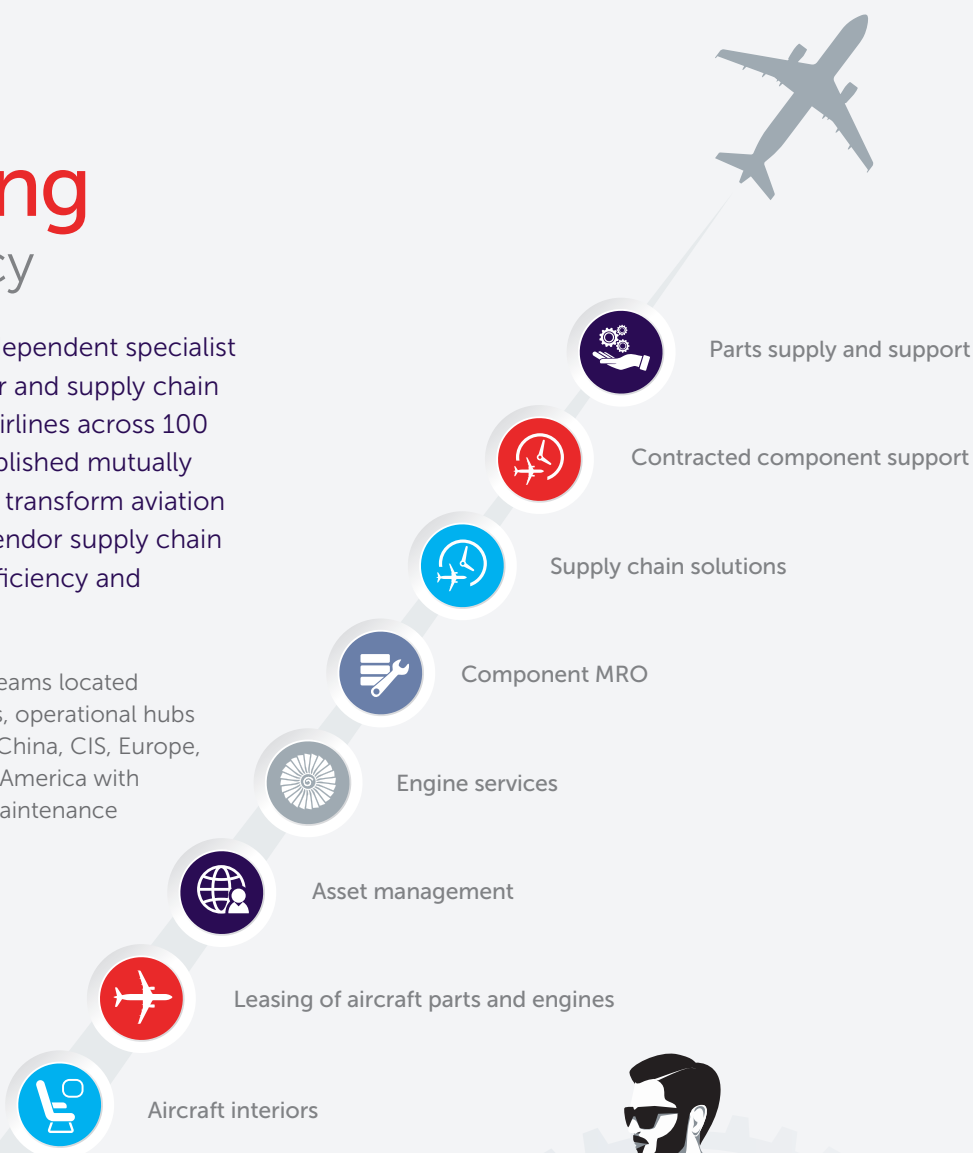 ng
cy
ependent specialist
r and supply chain
irlines across 100
blished mutually
transform aviation
endor supply chain
ficiency and
eams located
s, operational hubs
China, CIS, Europe,
America with
aintenance
Parts supply and support
Contracted component support
Supply chain solutions
Component MRO
Engine services
Asset management
Leasing of aircraft parts and engines
Aircraft interiors